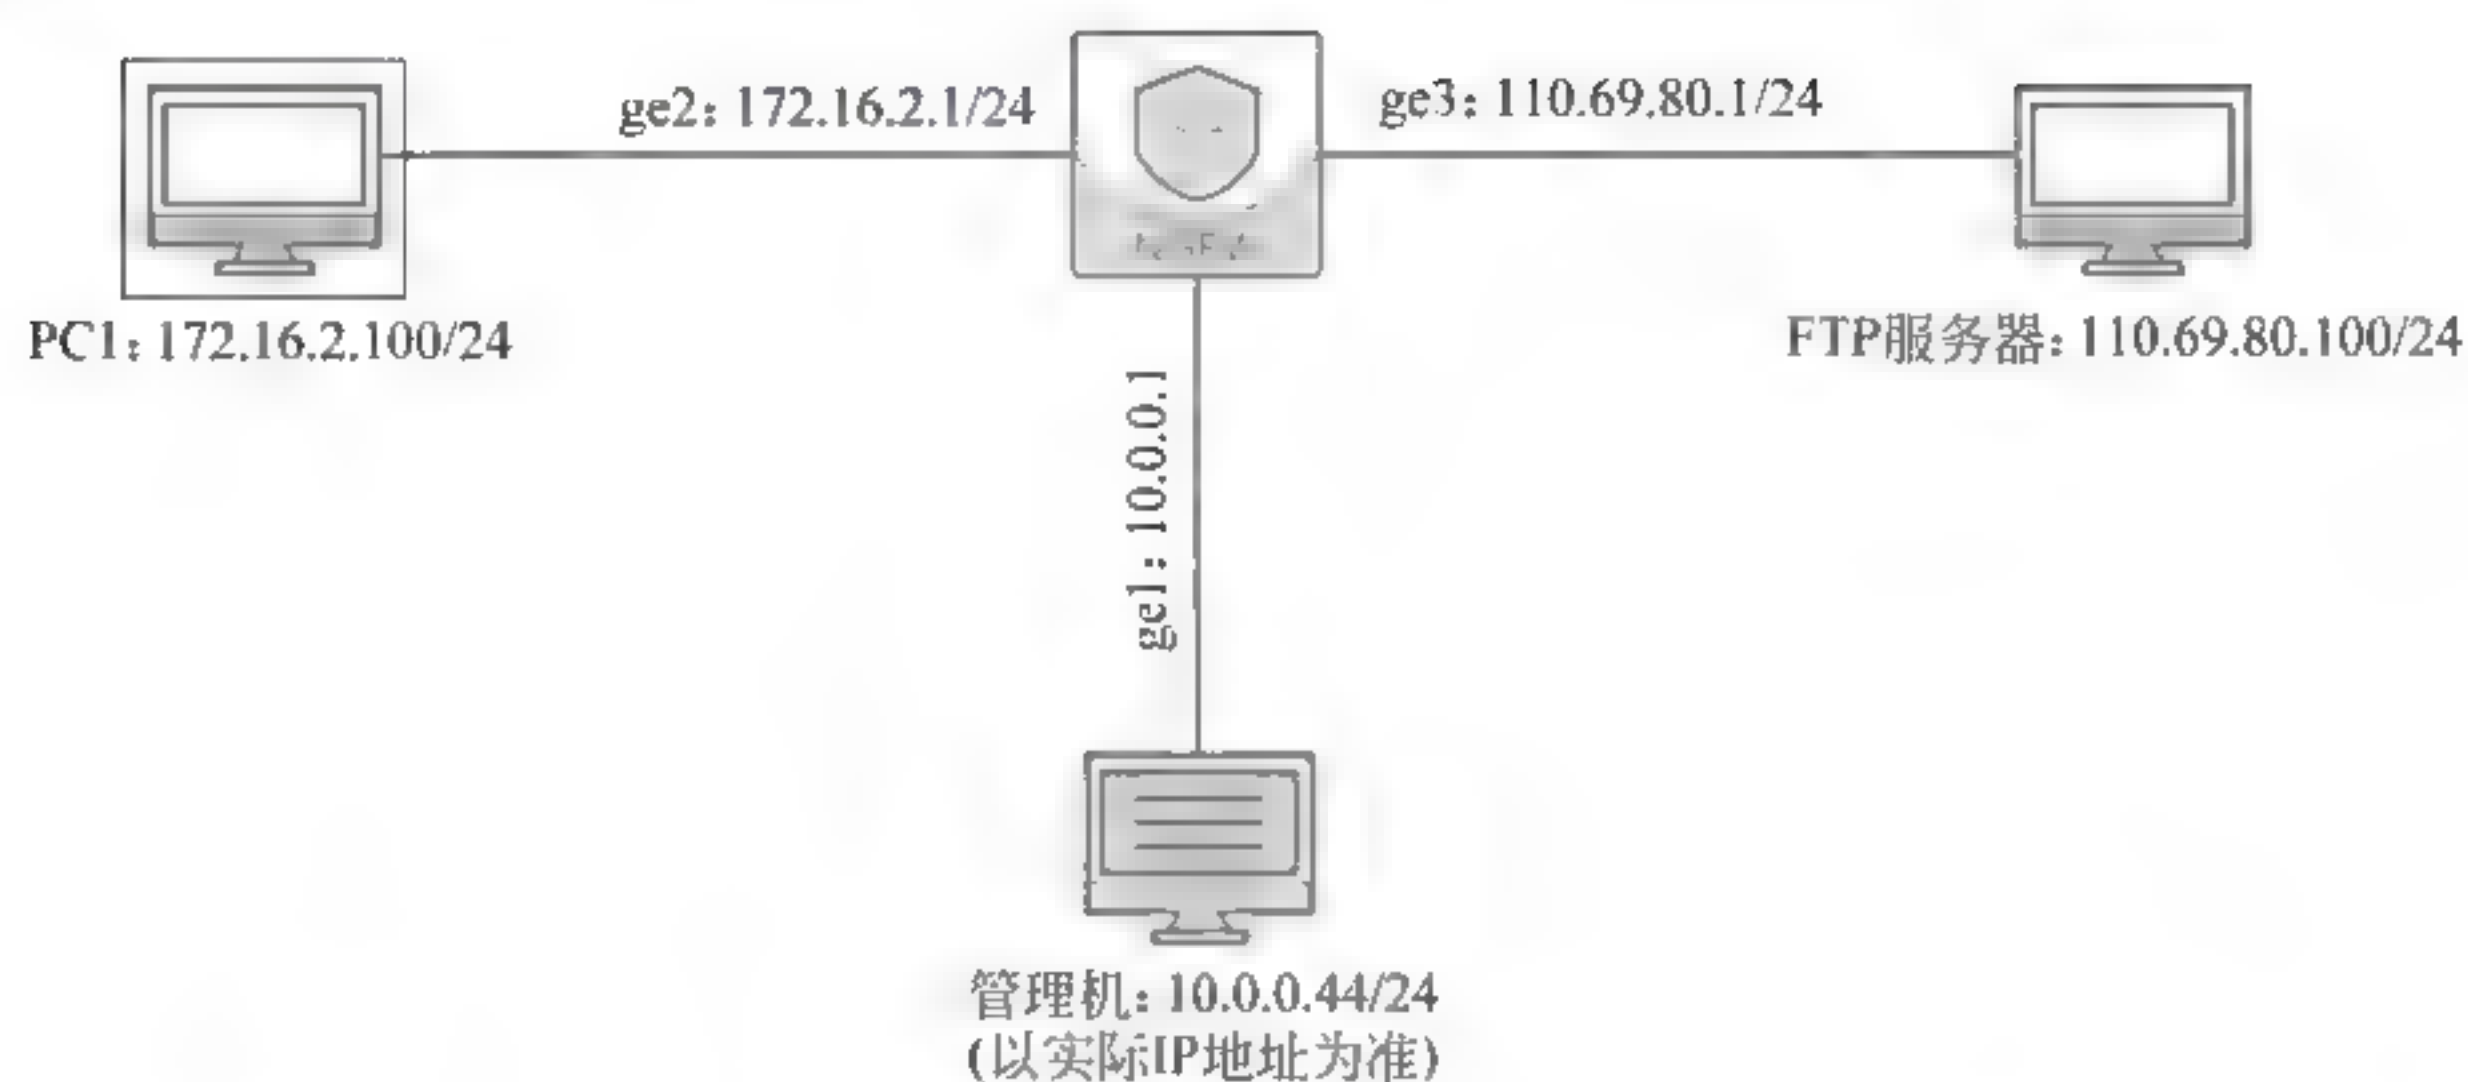 ge2: 172.16.2.1/24
ge3: 110.69.80.1/24
PC1: 172.16.2.100/24
FTP服务器: 110.69.80.100/24
ge1: 10.0.0.1
管理机: 10.0.0.44/24
(以实际IP地址为准)